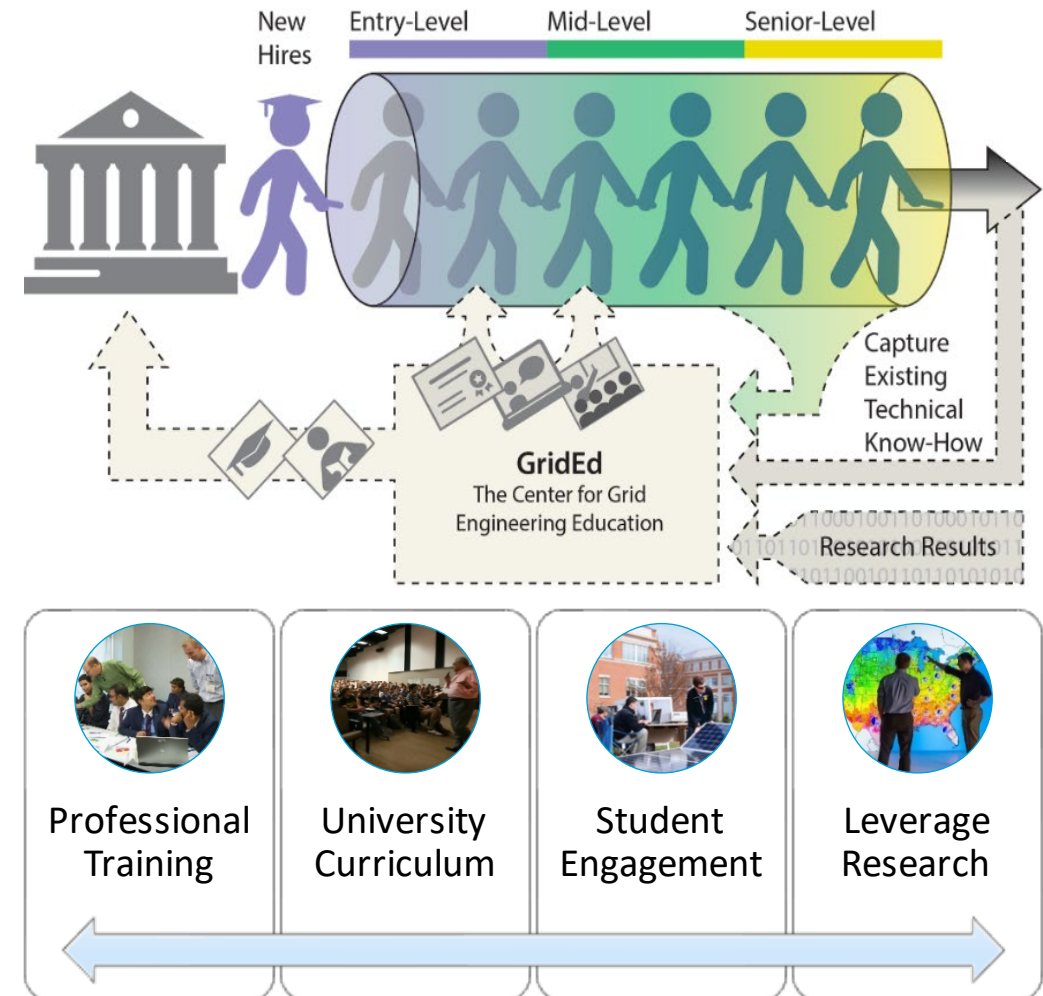 New
Hires
Entry-Level
Mid-Level
Senior-Level
Capture
Existing
Technical
Know-How
GridEd
The Center for Grid
Engineering Education
Research Results
Professional
Training
University
Curriculum
Student
Engagement
Leverage
Research